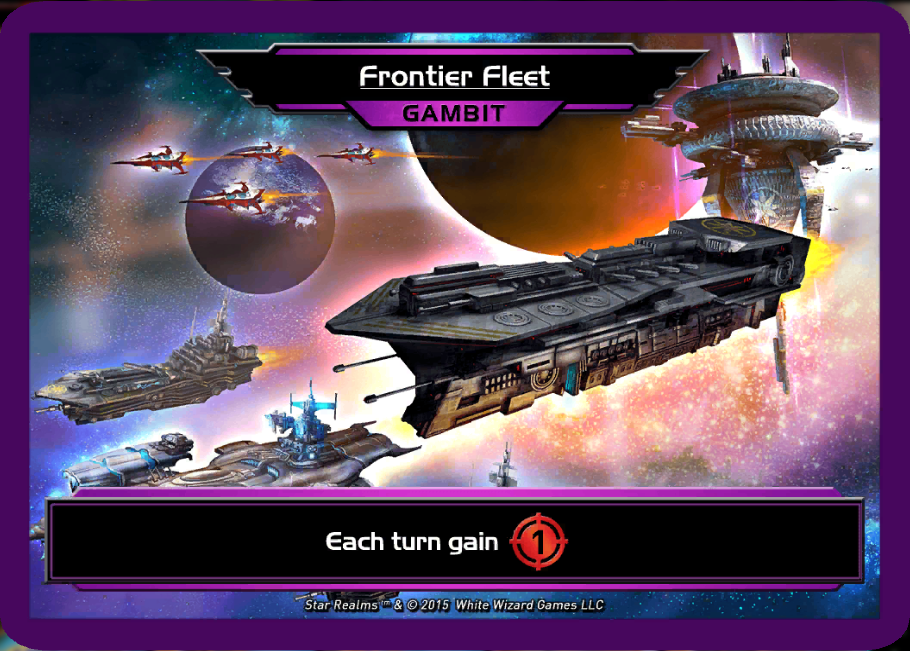 Frontier Fleet
GAMBIT
Each turn gain 1
Star Realms™ & © 2015 White Wizard Games LLC